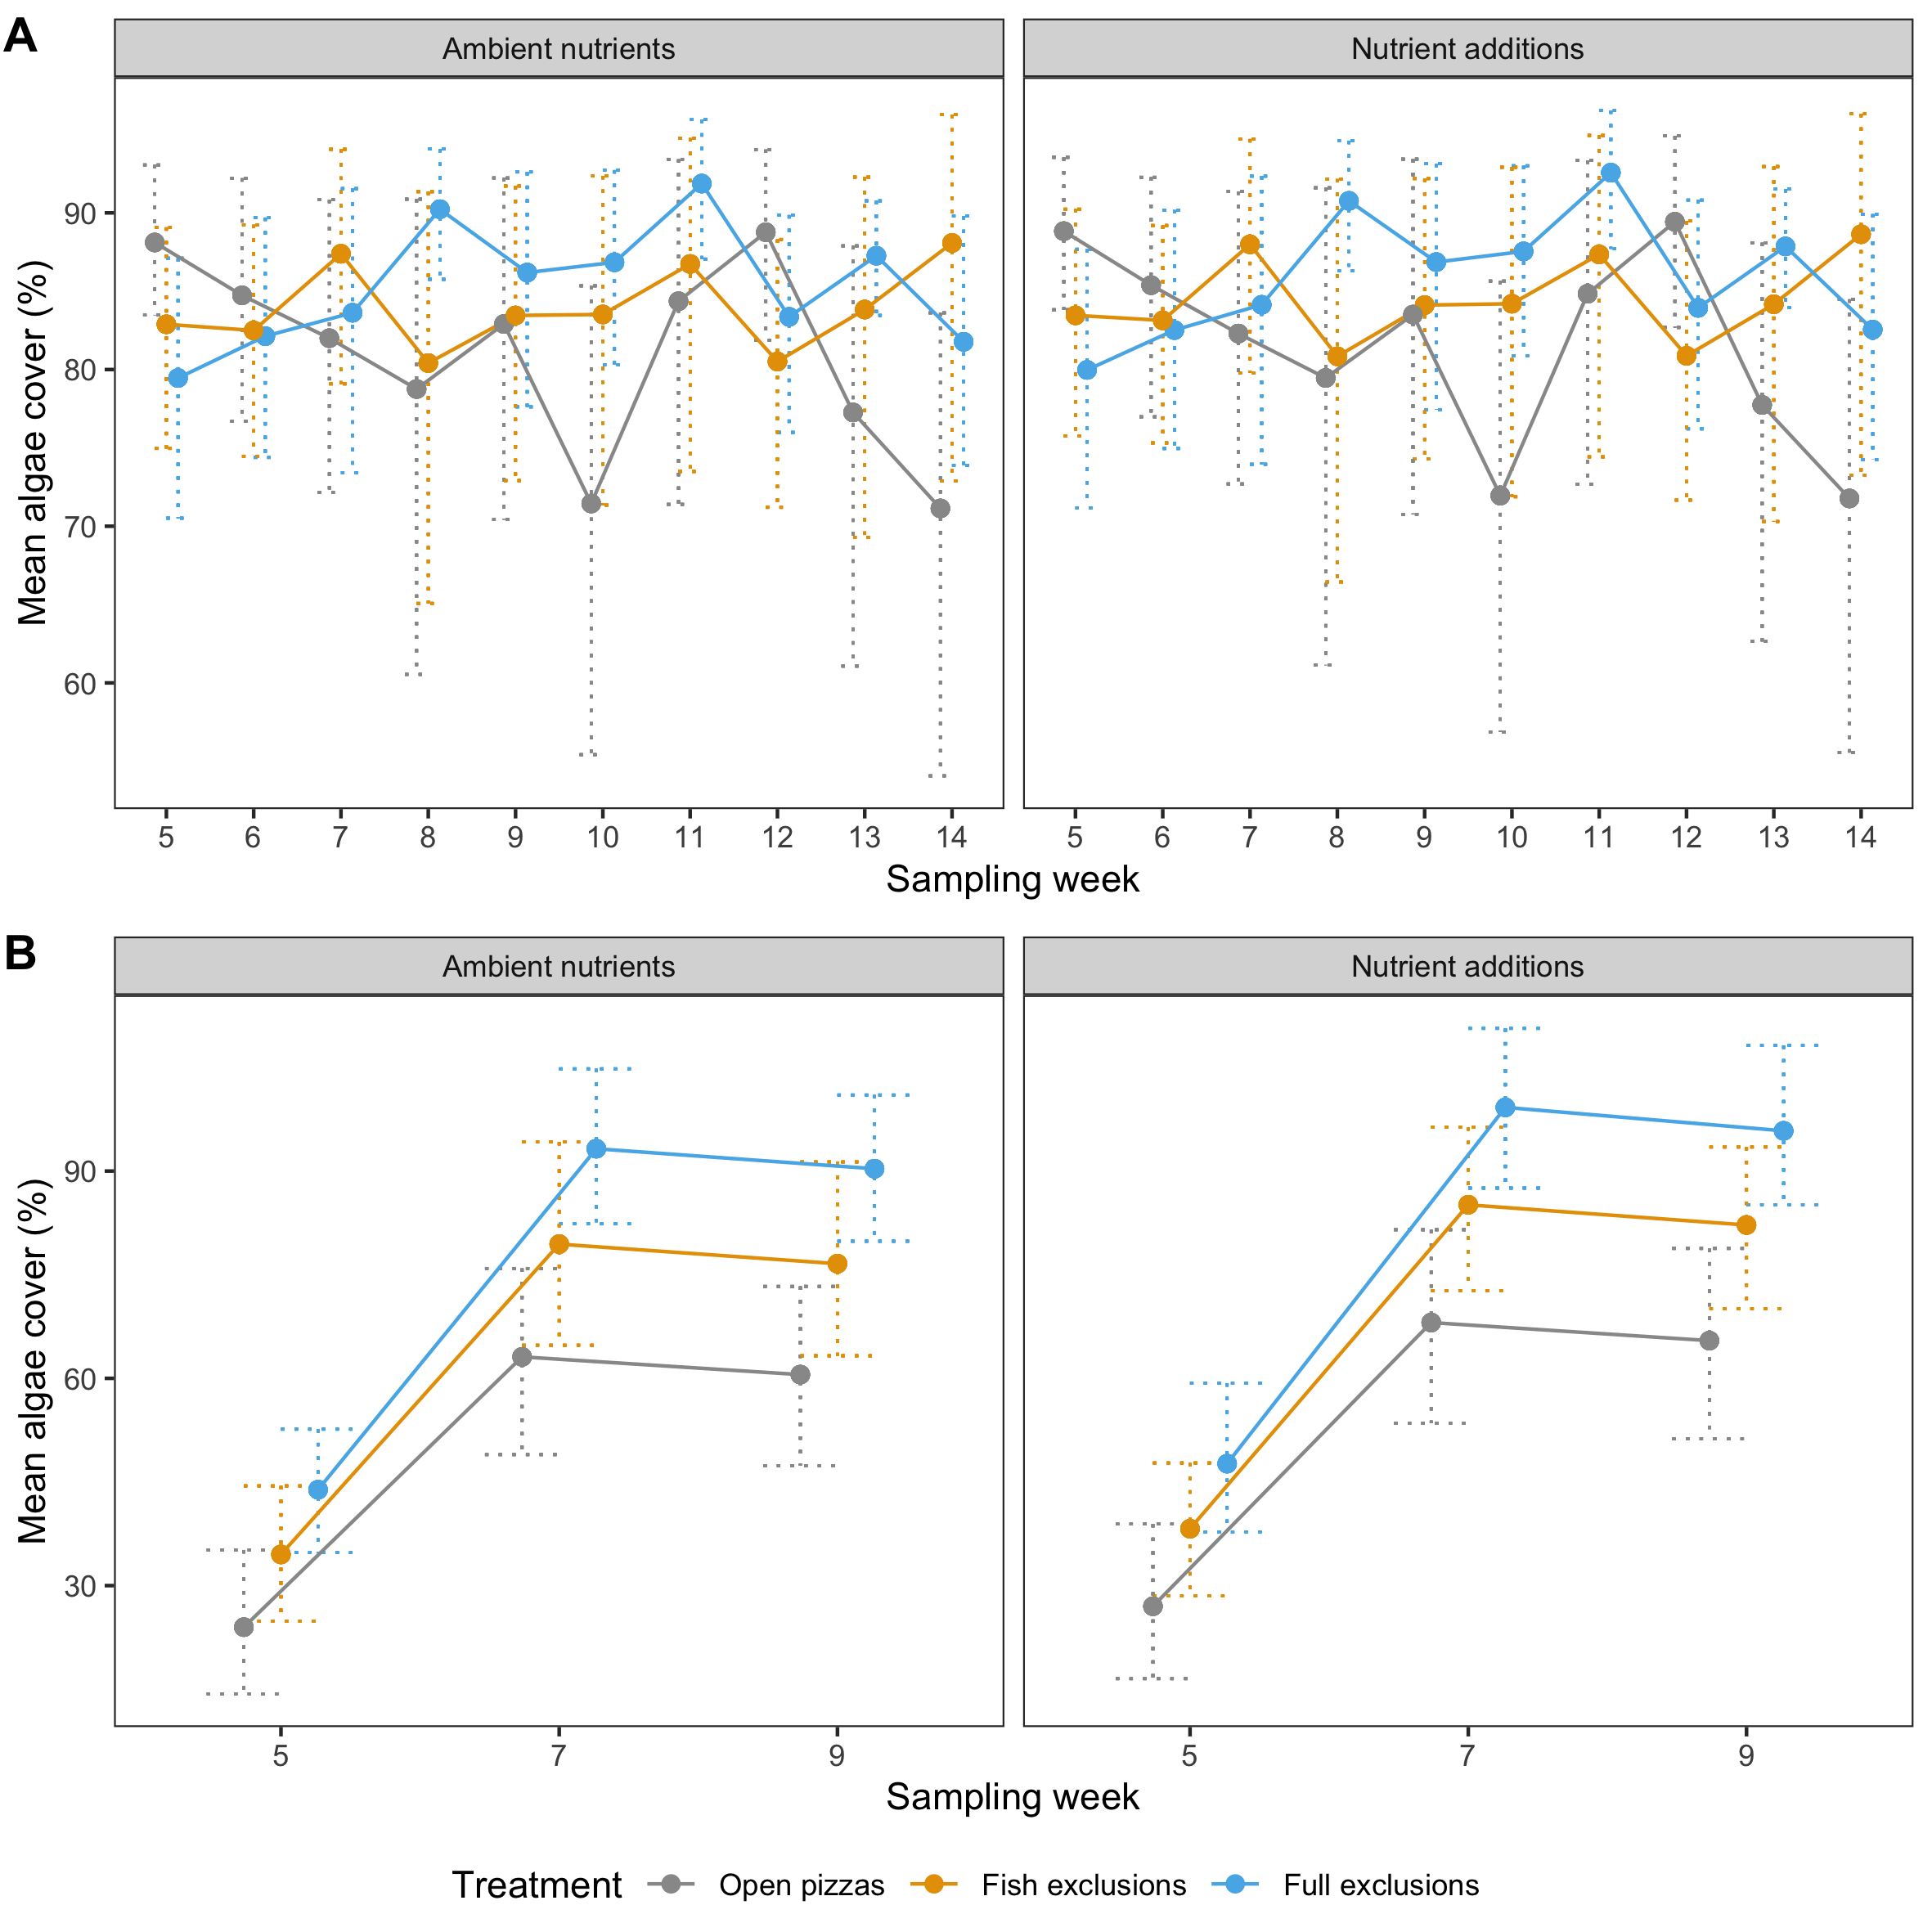 A
Ambient nutrients
Nutrient additions
Mean algae cover (%)
90
80
70
60
5 6 7 8 9 10 11 12 13 14
5 6 7 8 9 10 11 12 13 14
Sampling week
B
Ambient nutrients
Nutrient additions
Mean algae cover (%)
90
60
30
5 7 9
5 7 9
Sampling week
Treatment Open pizzas Fish exclusions Full exclusions